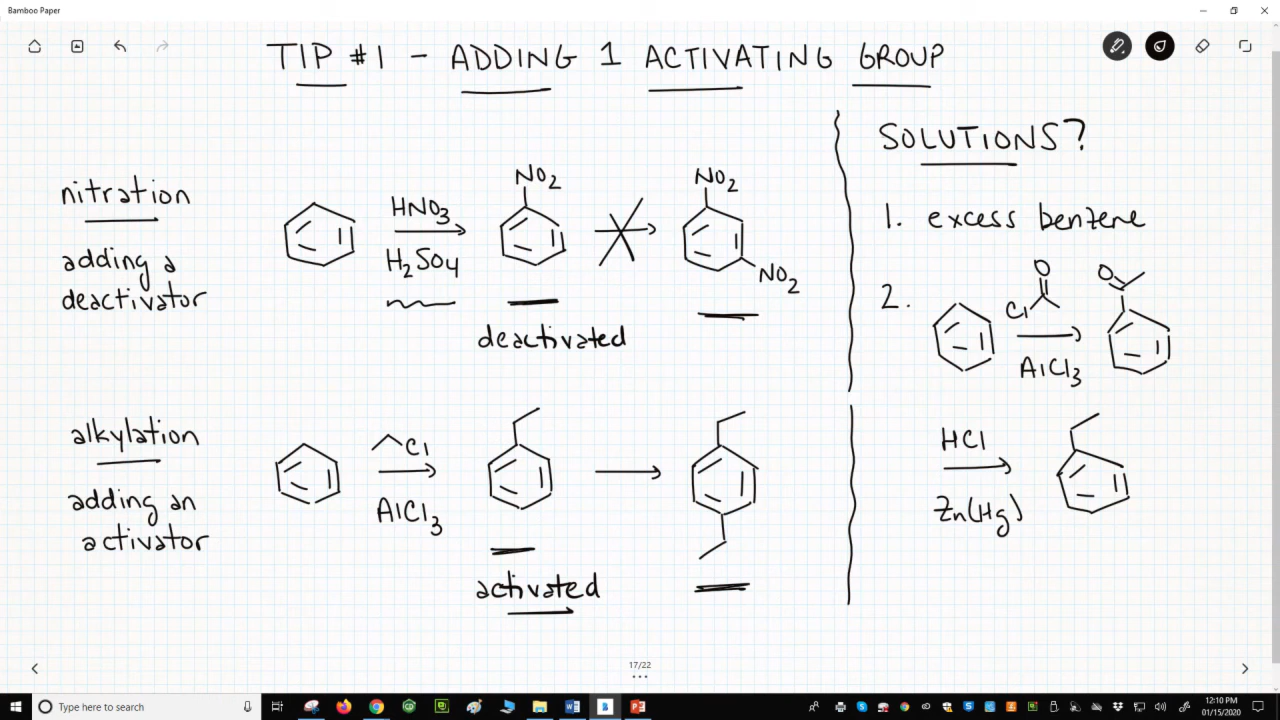 Bamboo Paper
TIP #1 - ADDING 1 ACTIVATING GROUP
nitration
adding a
deactivator
HNO3
H2SO4
NO2
deactivated
NO2
NO2
alkylation
adding an
activator
Cl
AlCl3
activated
SOLUTIONS?
1. excess benzene
2.
O
Cl
AlCl3
O
HCl
Zn(Hg)
17/22
Type here to search
12:10 PM
01/15/2020